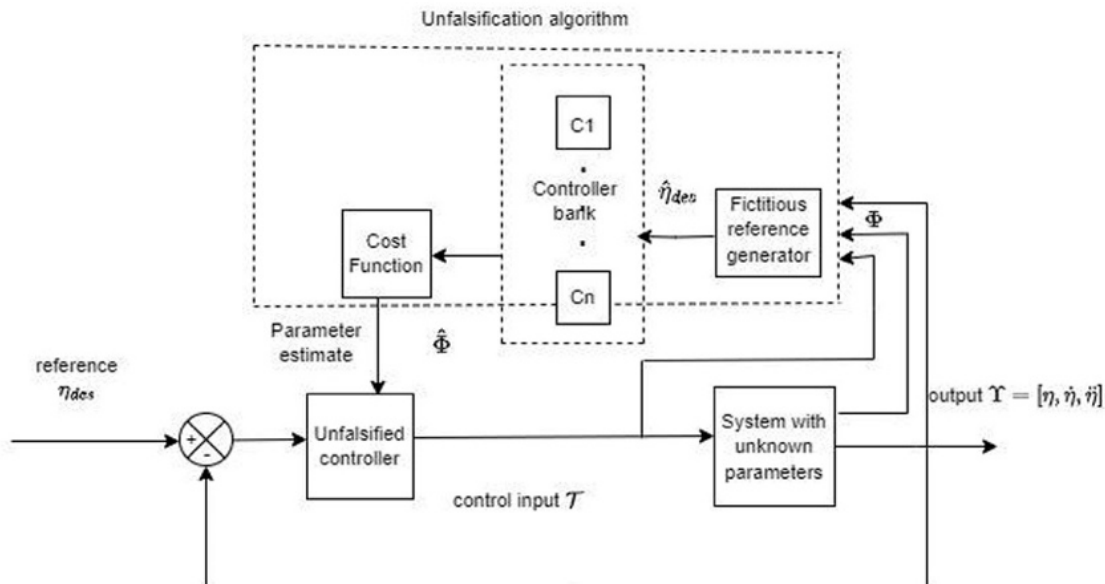 Unfalsification algorithm
C1
Controller
bank
Cn
η̂des
Fictitious
reference
generator
Φ
Cost
Function
Parameter
estimate
Φ̂
reference
ηdes
+
-
Unfalsified
controller
control input 𝒯
System with
unknown
parameters
output ϒ = [η, η̇, η̈]